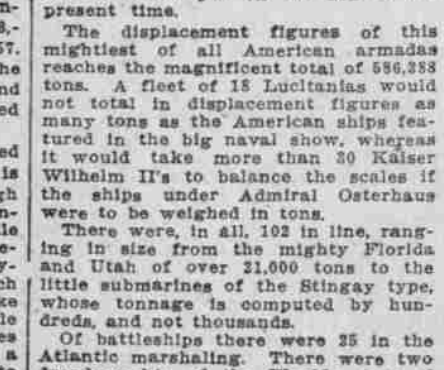 present time.
The displacement figures of this
mightiest of all American armadas
reaches the magnificent total of 586,288
tons. A fleet of 18 Lucitanias would
not total in displacement figures as
many tons as the American ships fea-
tured in the big naval show, whereas
it would take more than 30 Kaiser
Wilhelm II's to balance the scales if
the ships under Admiral Osterhaus
were to be weighed in tons.
There were, in all, 102 in line, rang-
ing in size from the mighty Florida
and Utah of over 21,000 tons to the
little submarines of the Stingay type,
whose tonnage is computed by hun-
dreds, and not thousands.
Of battleships there were 25 in the
Atlantic marshaling. There were two